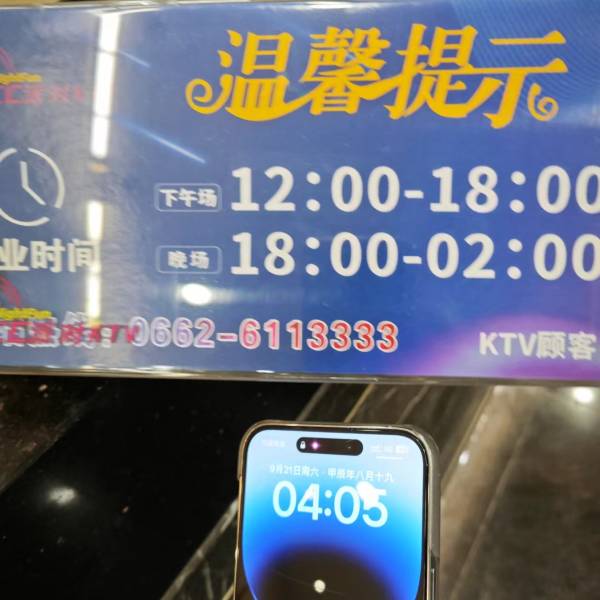 温馨提示
下午场 12:00-18:00
业时间
晚场 18:00-02:00
KTV 0662-6113333
KTV顾客
9月21日周六·甲辰年八月十九
04:05